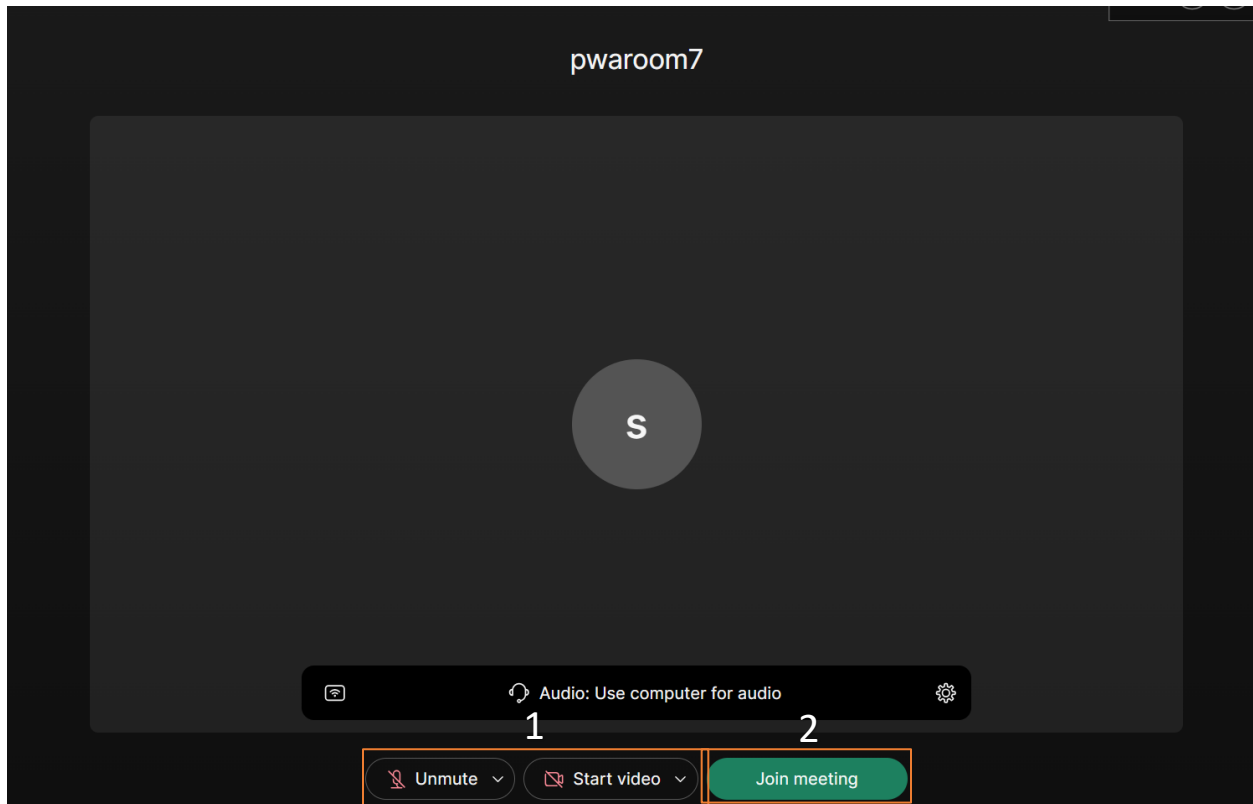 pwaroom7
S
Audio: Use computer for audio
1
2
Unmute
Start video
Join meeting